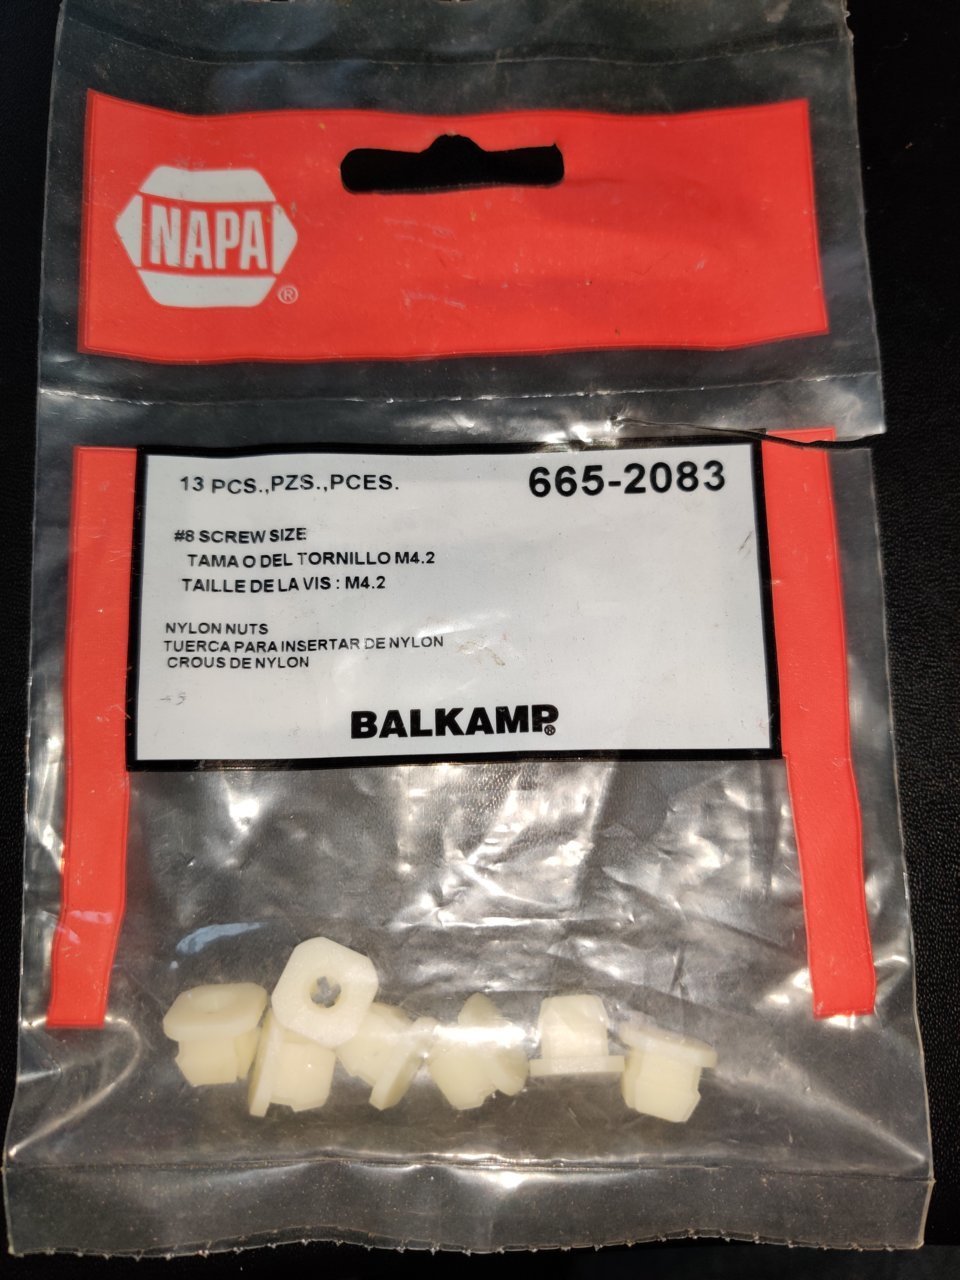 NAPA®
13 PCS.,PZS.,PCES. 665-2083
#8 SCREW SIZE
TAMA O DEL TORNILLO M4.2
TAILLE DE LA VIS : M4.2
NYLON NUTS
TUERCA PARA INSERTAR DE NYLON
CROUS DE NYLON
BALKAMP®